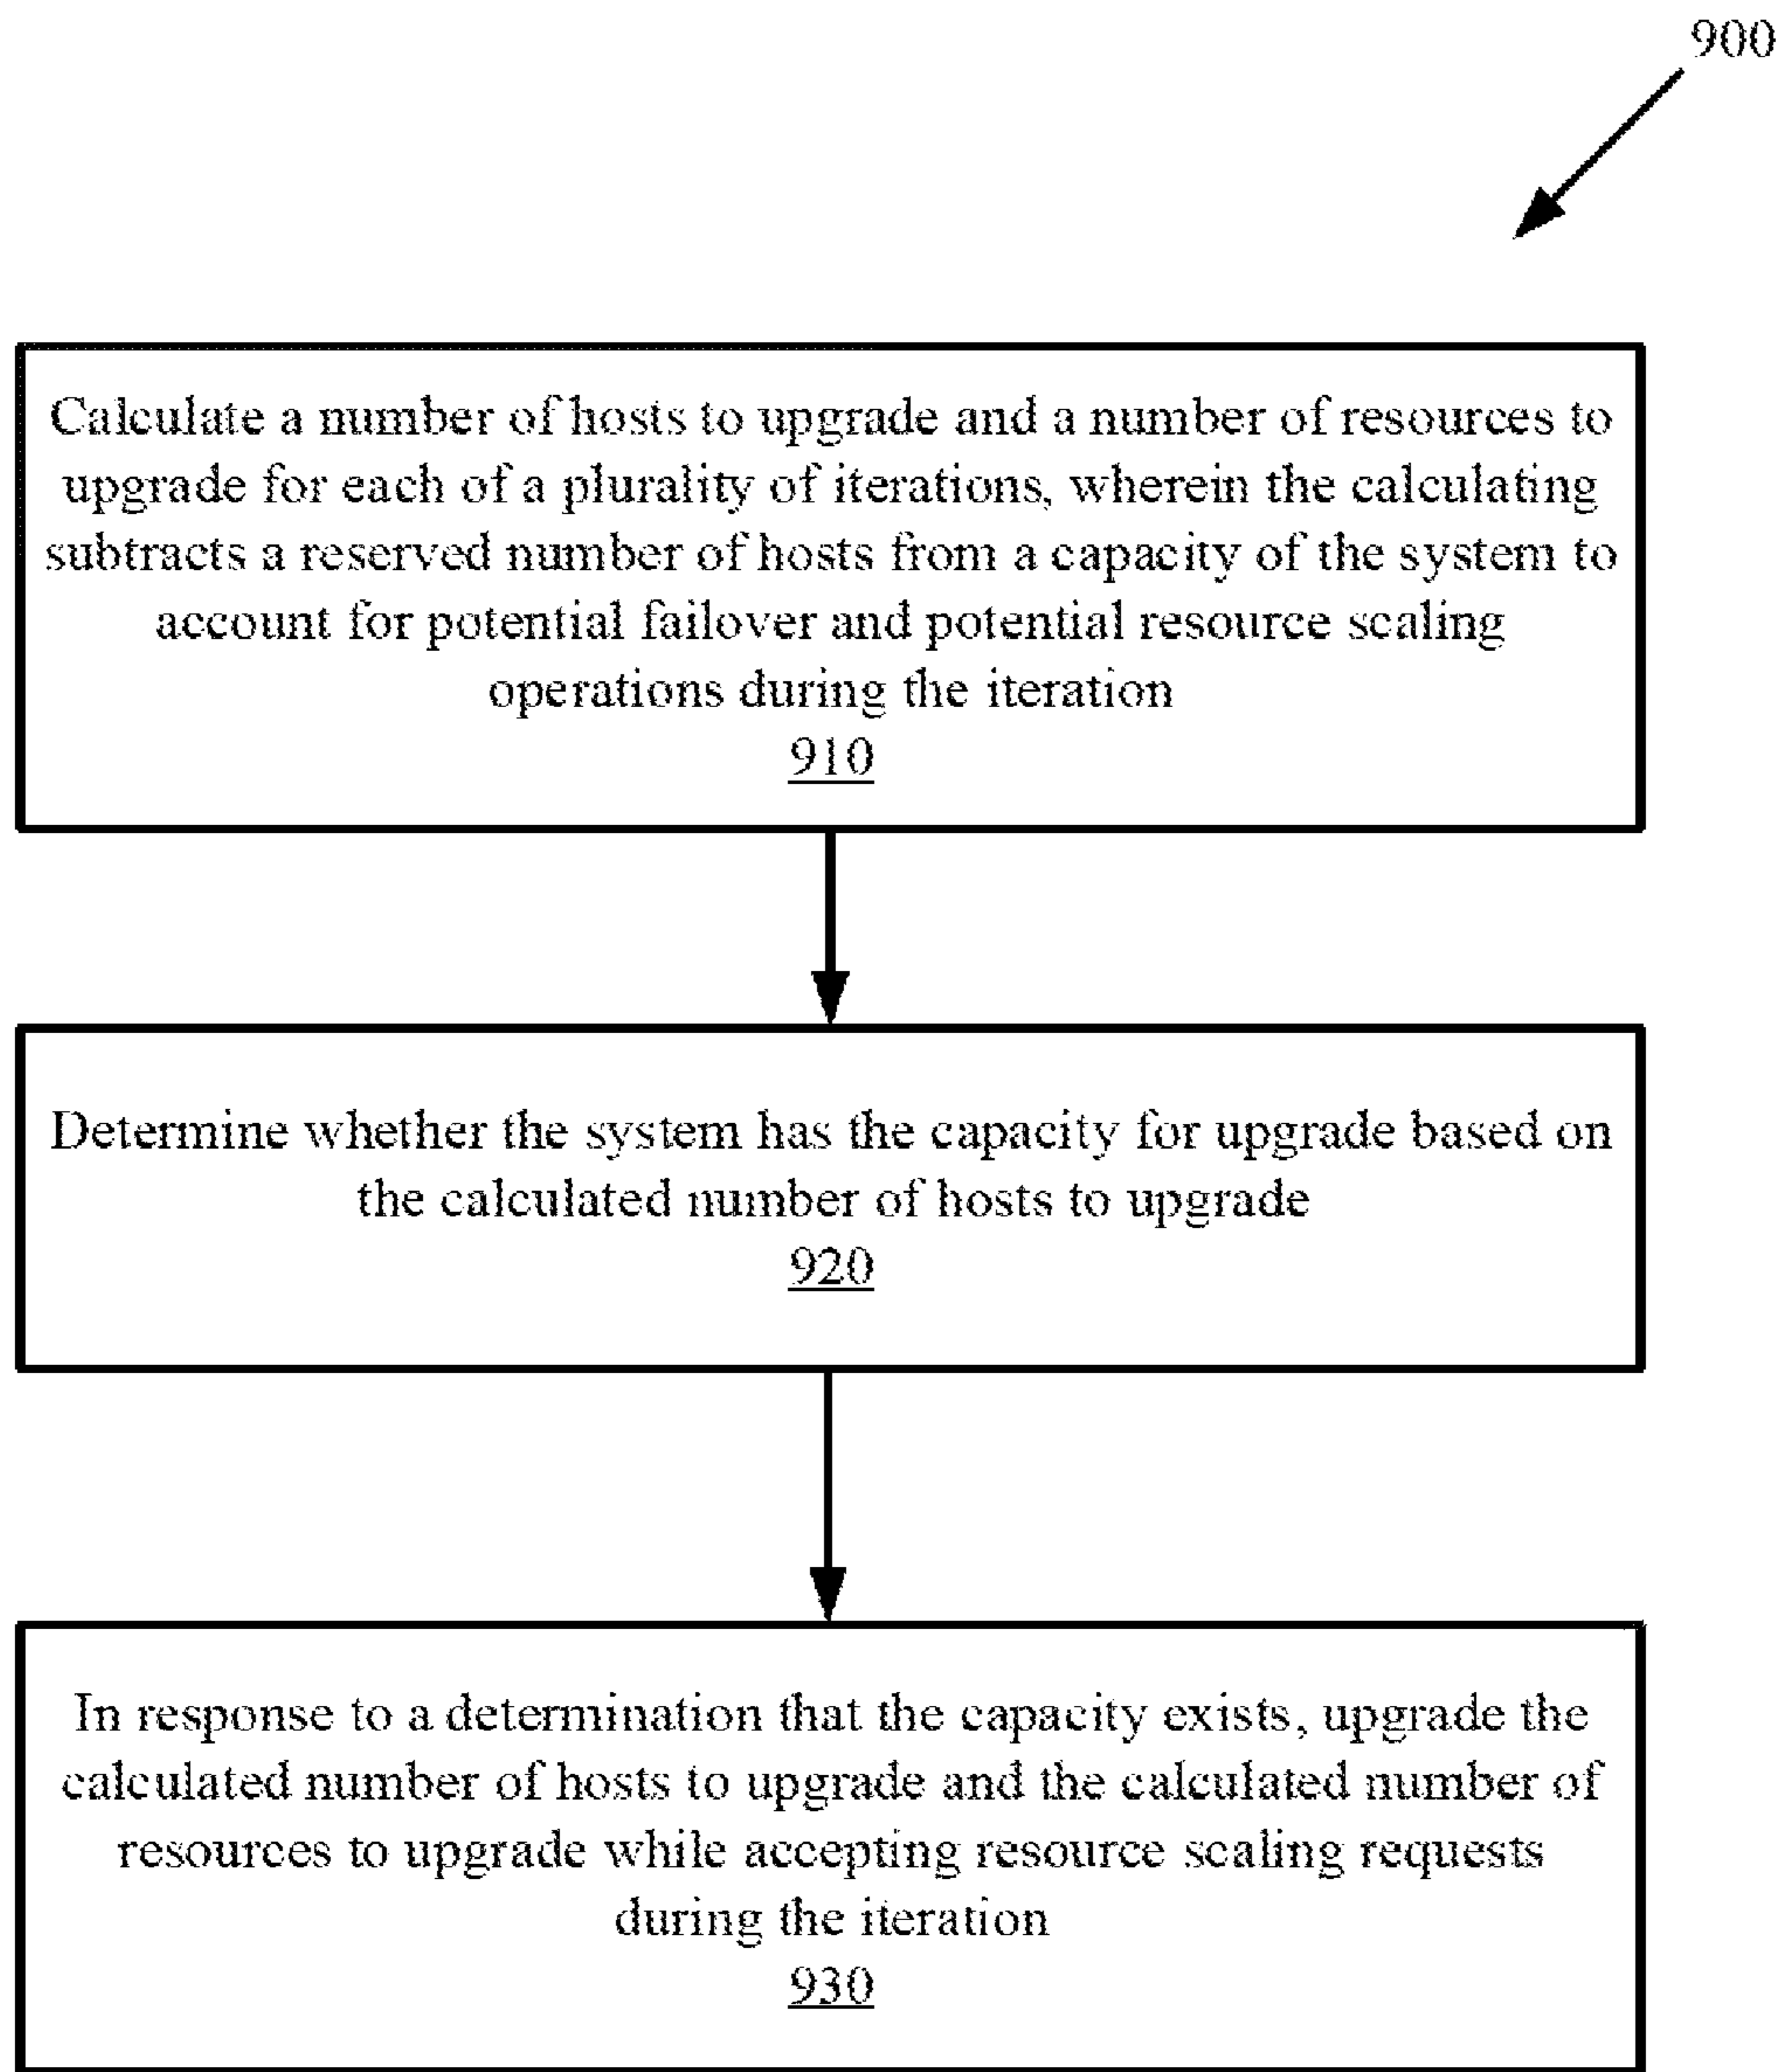 900
Calculate a number of hosts to upgrade and a number of resources to
upgrade for each of a plurality of iterations, wherein the calculating
subtracts a reserved number of hosts from a capacity of the system to
account for potential failover and potential resource scaling
operations during the iteration
910
Determine whether the system has the capacity for upgrade based on
the calculated number of hosts to upgrade
920
In response to a determination that the capacity exists, upgrade the
calculated number of hosts to upgrade and the calculated number of
resources to upgrade while accepting resource scaling requests
during the iteration
930